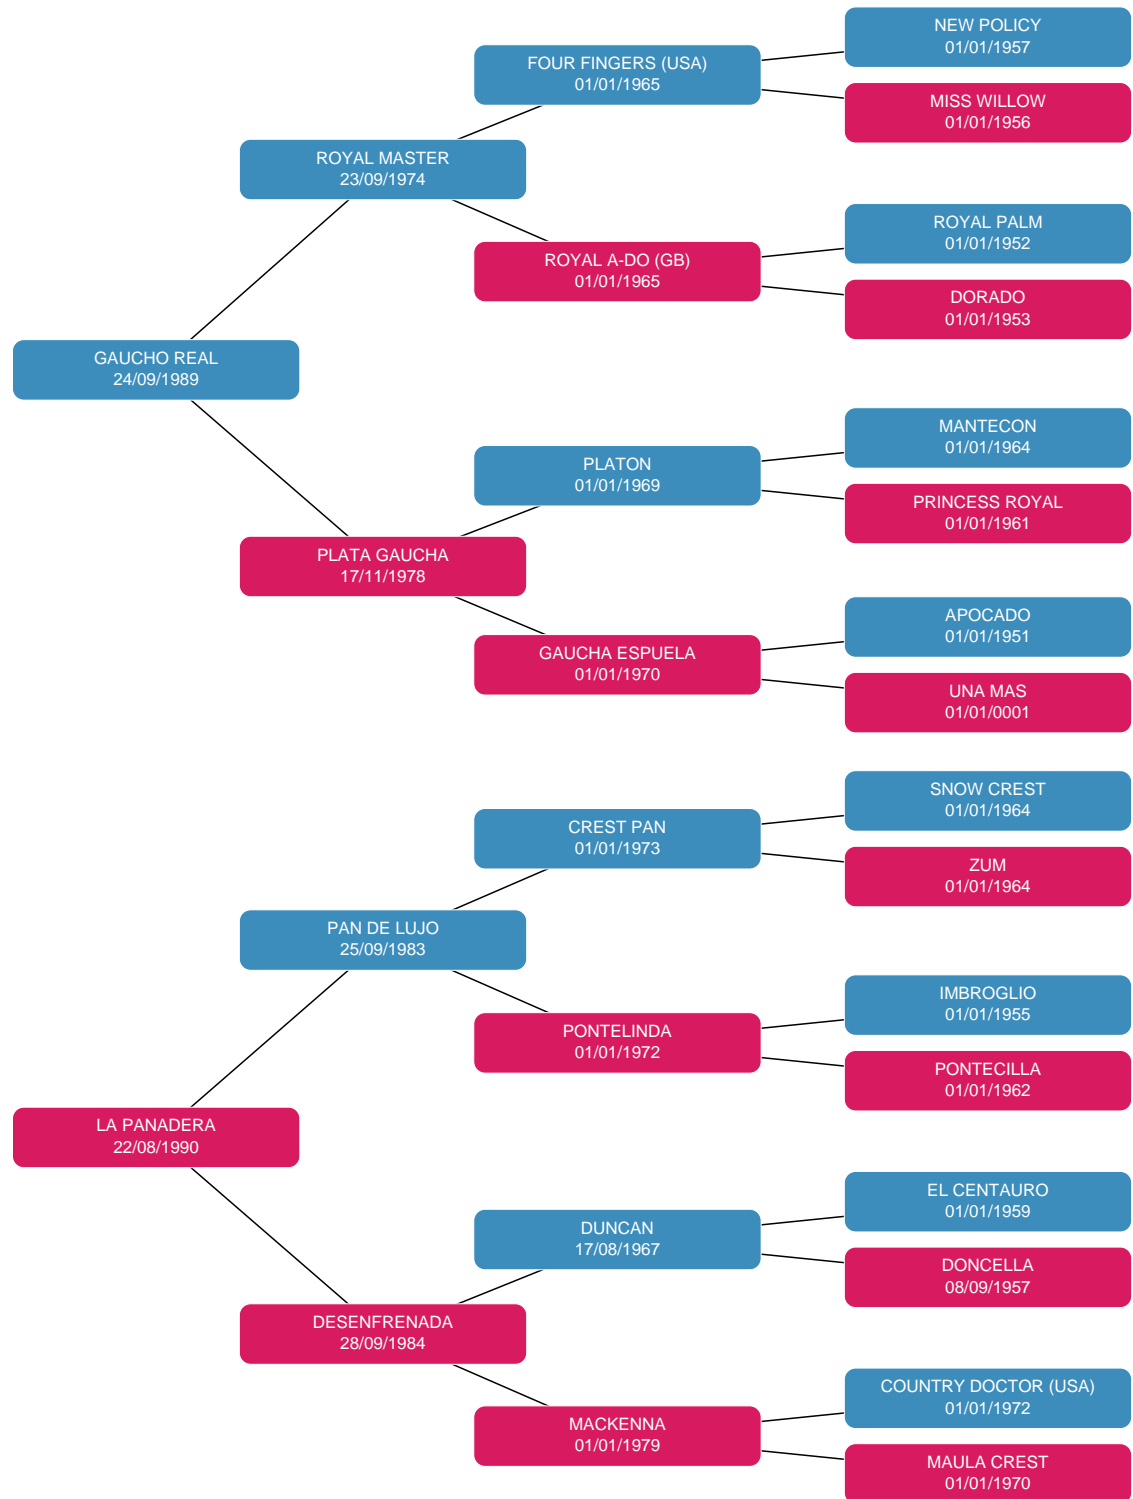 NEW POLICY
01/01/1957
FOUR FINGERS (USA)
01/01/1965
MISS WILLOW
01/01/1956
ROYAL MASTER
23/09/1974
ROYAL PALM
01/01/1952
ROYAL A-DO (GB)
01/01/1965
DORADO
01/01/1953
GAUCHO REAL
24/09/1989
MANTECON
01/01/1964
PLATON
01/01/1969
PRINCESS ROYAL
01/01/1961
PLATA GAUCHA
17/11/1978
APOCADO
01/01/1951
GAUCHA ESPUELA
01/01/1970
UNA MAS
01/01/0001
SNOW CREST
01/01/1964
CREST PAN
01/01/1973
ZUM
01/01/1964
PAN DE LUJO
25/09/1983
IMBROGLIO
01/01/1955
PONTELINDA
01/01/1972
PONTECILLA
01/01/1962
LA PANADERA
22/08/1990
EL CENTAURO
01/01/1959
DUNCAN
17/08/1967
DONCELLA
08/09/1957
DESENFRENADA
28/09/1984
COUNTRY DOCTOR (USA)
01/01/1972
MACKENNA
01/01/1979
MAULA CREST
01/01/1970